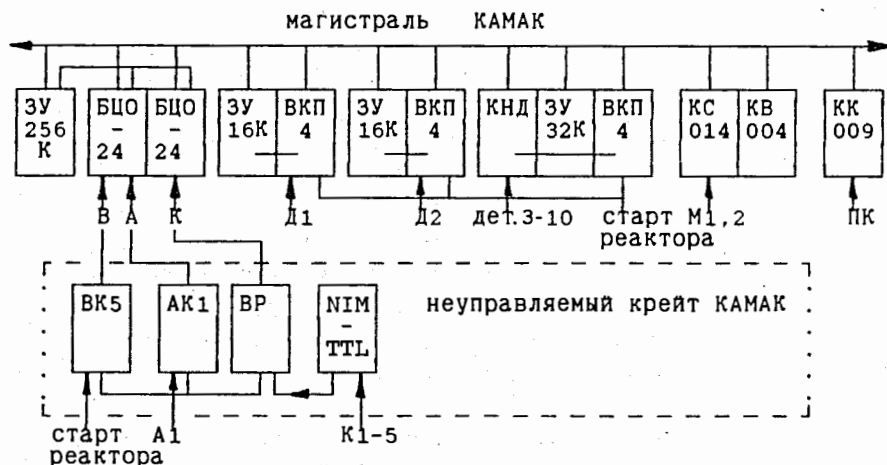 магистраль КАМАК
ЗУ 256 К
БЦО - 24
БЦО - 24
ЗУ 16К
ВКП 4
ЗУ 16К
ВКП 4
КНД
ЗУ 32К
ВКП 4
КС 014
КВ 004
КК 009
В А К Д1 Д2 дет.3-10 старт М1,2 ПК
реактора
ВК5
АК1
ВР
NIM - TTL
неуправляемый крейт КАМАК
старт А1 К1-5
реактора